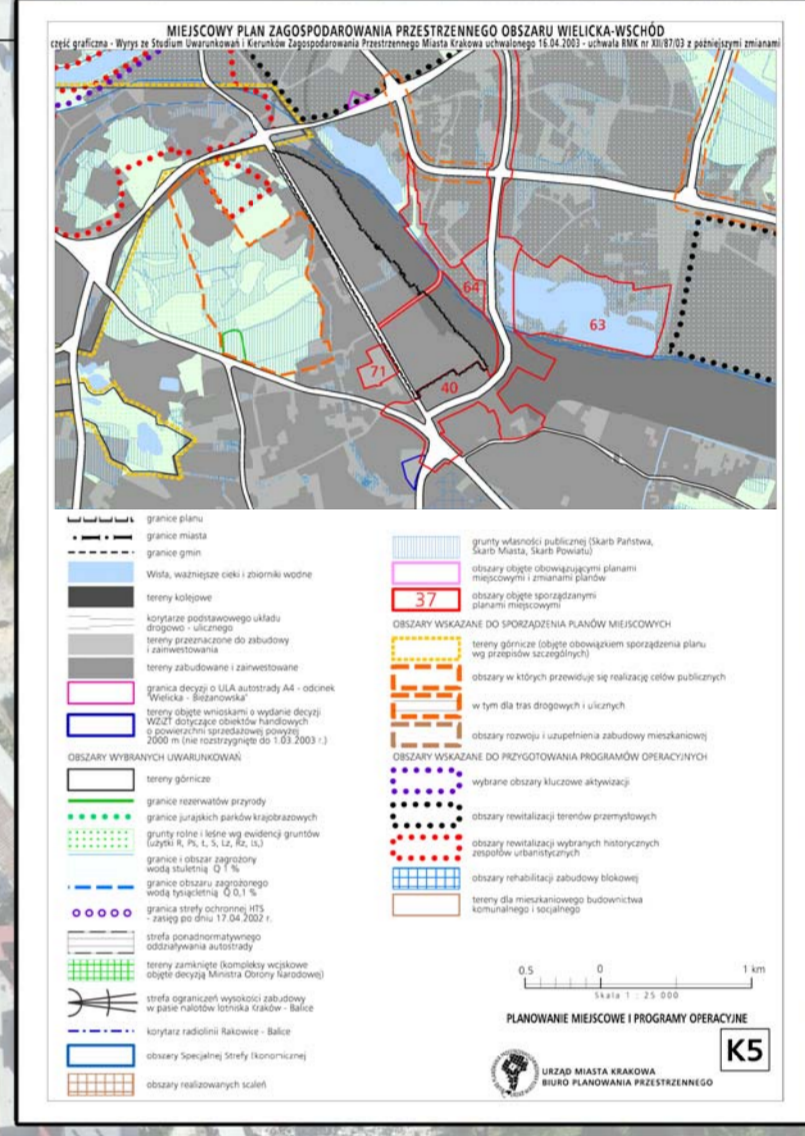 MIEJSCOWY PLAN ZAGOSPODAROWANIA PRZESTRZENNEGO OBSZARU WIELICKA-WSCHÓD
część graficzna - Wyrys ze Studium Uwarunkowań i Kierunków Zagospodarowania Przestrzennego Miasta Krakowa uchwalonego 16.04.2003 - uchwała RMK nr XII/87/03 z późniejszymi zmianami
64
63
71
40
granice planu
granice miasta
granice gmin
Wisła, ważniejsze cieki i zbiorniki wodne
tereny kolejowe
korytarze podstawowego układu
drogowo - ulicznego
tereny przeznaczone do zabudowy
i zainwestowania
tereny zabudowane i zainwestowane
granica decyzji o ULA autostrady A4 - odcinek
"Wielicka - Bieżanowska"
tereny objęte wnioskami o wydanie decyzji
WZiZT dotyczące obiektów handlowych
o powierzchni sprzedażowej powyżej
2000 m (nie rozstrzygnięte do 1.03.2003 r.)
OBSZARY WYBRANYCH UWARUNKOWAŃ
tereny górnicze
granice rezerwatów przyrody
granice jurajskich parków krajobrazowych
grunty rolne i leśne wg ewidencji gruntów
(użytki R, Ps, Ł, S, Lz, Rz, Ls,)
granice i obszar zagrożony
wodą stuletnią Q 1 %
granice obszaru zagrożonego
wodą tysiącletnią Q 0,1 %
granica strefy ochronnej HTS
- zasięg po dniu 17.04.2002 r.
strefa ponadnormatywnego
oddziaływania autostrady
tereny zamknięte (kompleksy wojskowe
objęte decyzją Ministra Obrony Narodowej)
strefa ograniczeń wysokości zabudowy
w pasie nalotów lotniska Kraków - Balice
korytarz radiolinii Rakowice - Balice
obszary Specjalnej Strefy Ekonomicznej
obszary realizowanych scaleń
grunty własności publicznej (Skarb Państwa,
Skarb Miasta, Skarb Powiatu)
obszary objęte obowiązującymi planami
miejscowymi i zmianami planów
37
obszary objęte sporządzanymi
planami miejscowymi
OBSZARY WSKAZANE DO SPORZĄDZENIA PLANÓW MIEJSCOWYCH
tereny górnicze (objęte obowiązkiem sporządzenia planu
wg przepisów szczególnych)
obszary w których przewiduje się realizację celów publicznych
w tym dla tras drogowych i ulicznych
obszary rozwoju i uzupełnienia zabudowy mieszkaniowej
OBSZARY WSKAZANE DO PRZYGOTOWANIA PROGRAMÓW OPERACYJNYCH
wybrane obszary kluczowe aktywizacji
obszary rewitalizacji terenów przemysłowych
obszary rewitalizacji wybranych historycznych
zespołów urbanistycznych
obszary rehabilitacji zabudowy blokowej
tereny dla mieszkaniowego budownictwa
komunalnego i socjalnego
0.5 0 1 km
Skala 1 : 25 000
PLANOWANIE MIEJSCOWE I PROGRAMY OPERACYJNE
K5
URZĄD MIASTA KRAKOWA
BIURO PLANOWANIA PRZESTRZENNEGO